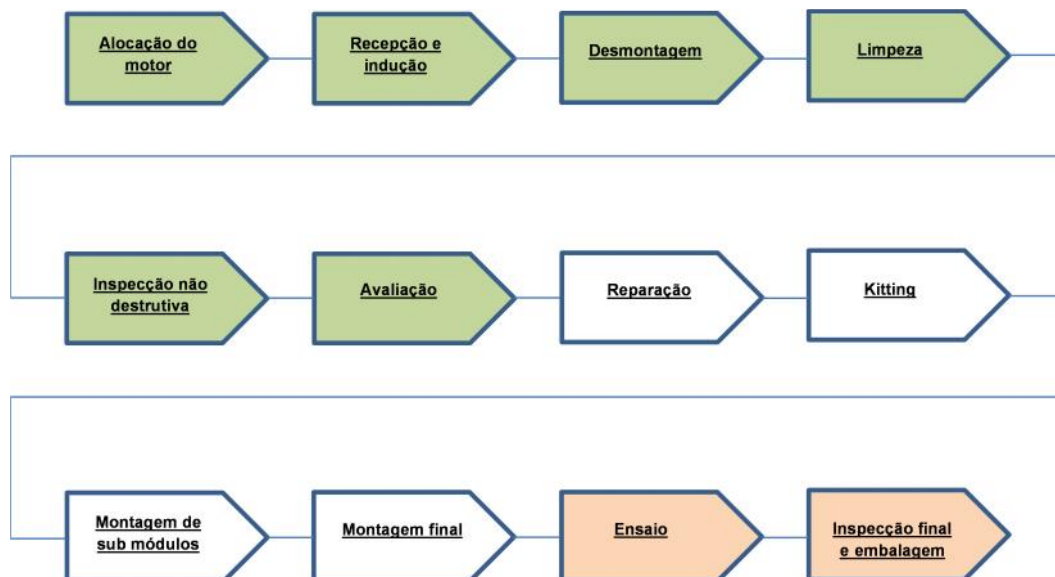 Alocação do
motor
Recepção e
indução
Desmontagem
Limpeza
Inspecção não
destrutiva
Avaliação
Reparação
Kitting
Montagem de
sub módulos
Montagem final
Ensaio
Inspecção final
e embalagem